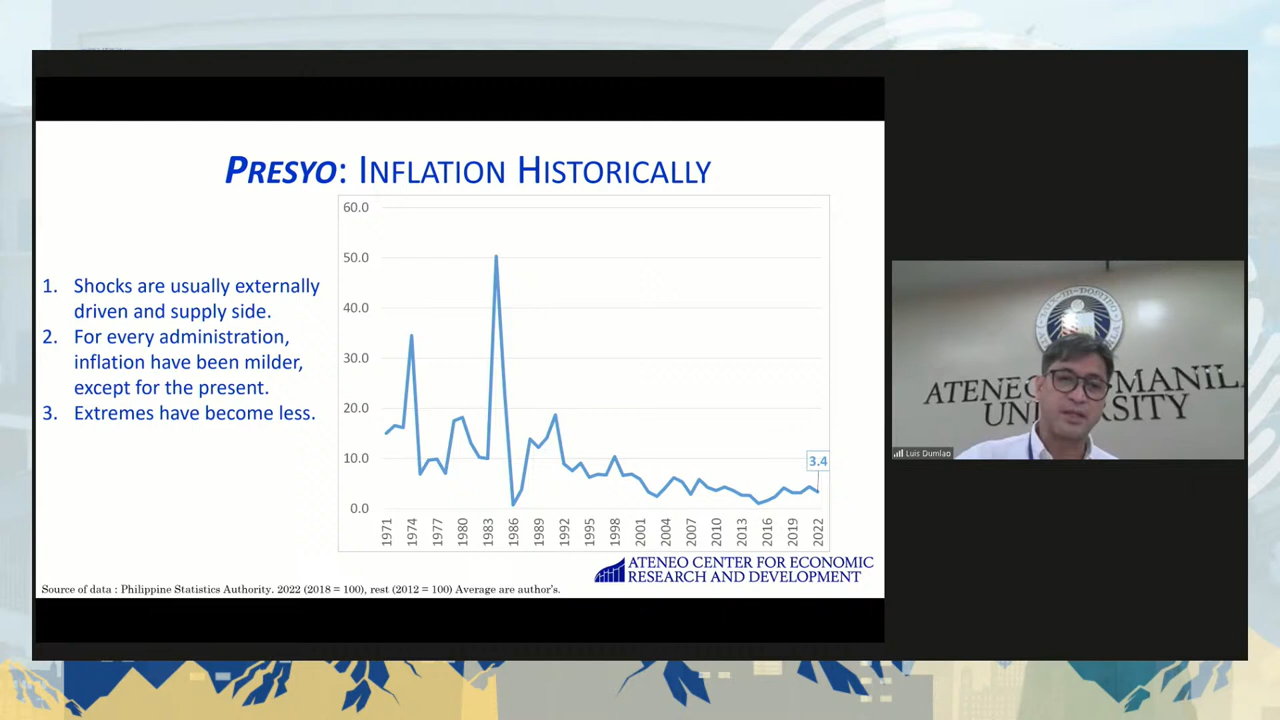 PRESYO: INFLATION HISTORICALLY
1. Shocks are usually externally
driven and supply side.
2. For every administration,
inflation have been milder,
except for the present.
3. Extremes have become less.
60.0
50.0
40.0
30.0
20.0
10.0
0.0
3.4
1971
1974
1977
1980
1983
1986
1989
1992
1995
1998
2001
2004
2007
2010
2013
2016
2019
2022
ATENEO CENTER FOR ECONOMIC
RESEARCH AND DEVELOPMENT
Source of data : Philippine Statistics Authority. 2022 (2018 = 100), rest (2012 = 100) Average are author's.
MANIL
Luis Dumlao